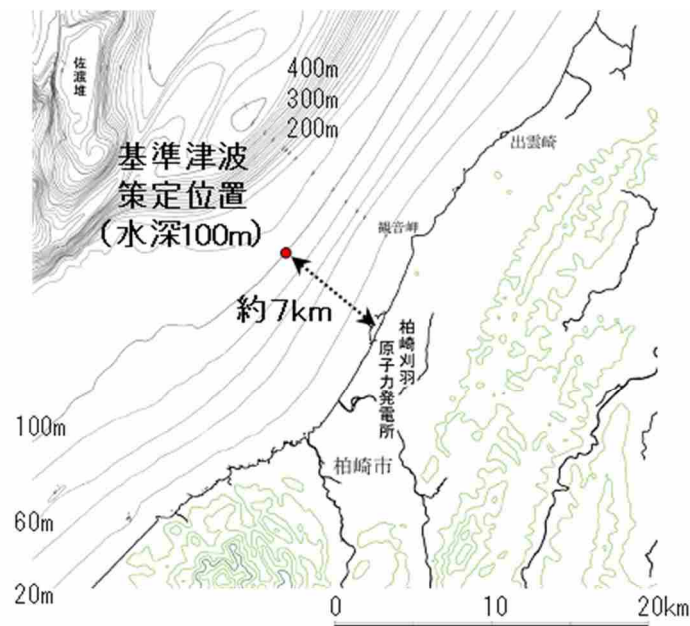 佐渡堆
400m
300m
200m
基準津波
策定位置
(水深100m)
出雲崎
観音岬
約7km
柏崎刈羽
原子力発電所
100m
柏崎市
60m
20m
0 10 20km